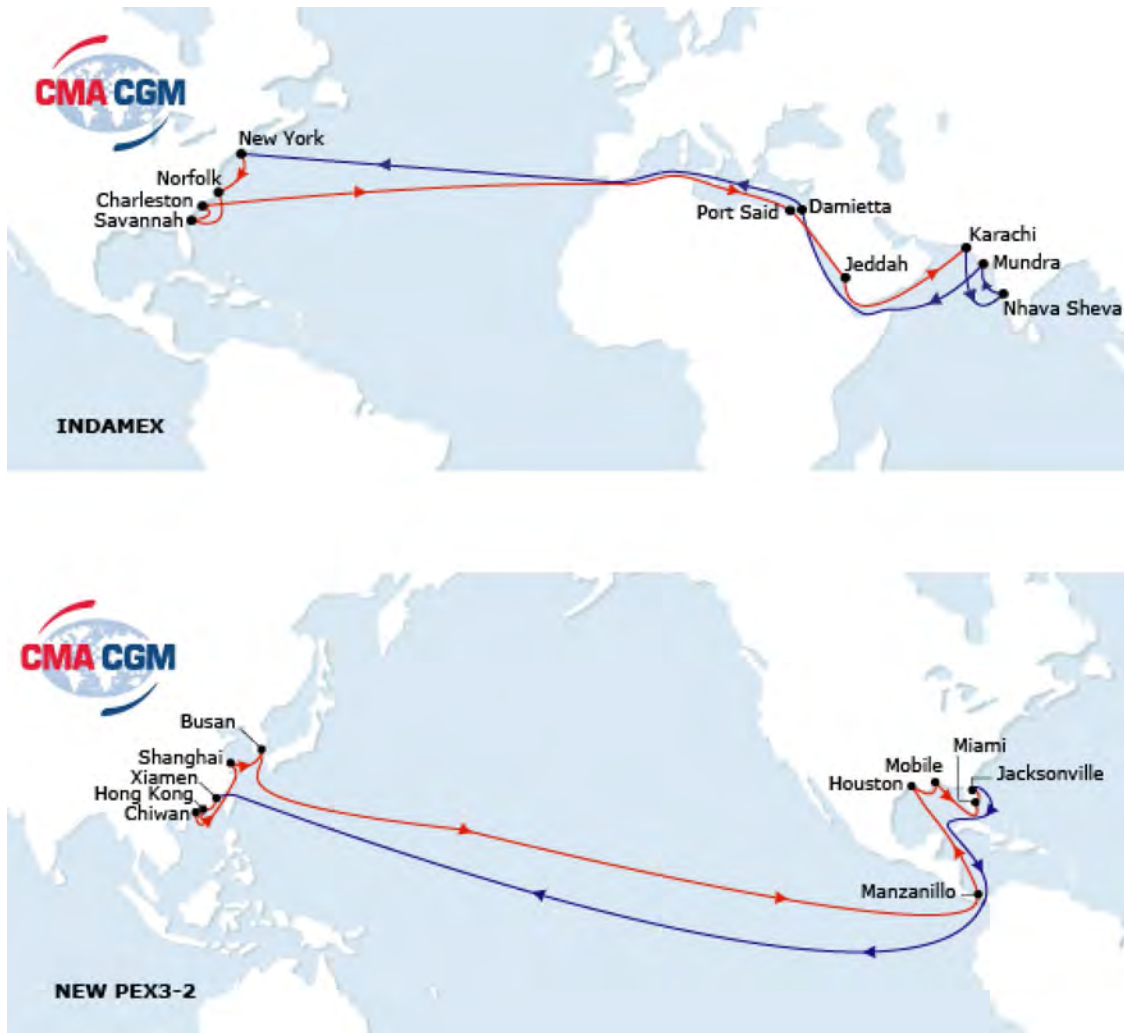 CMA CGM
New York
Norfolk
Charleston
Savannah
Port Said
Damietta
Karachi
Mundra
Jeddah
Nhava Sheva
INDAMEX
CMA CGM
Busan
Shanghai
Xiamen
Hong Kong
Chiwan
Miami
Mobile
Jacksonville
Houston
Manzanillo
NEW PEX3-2